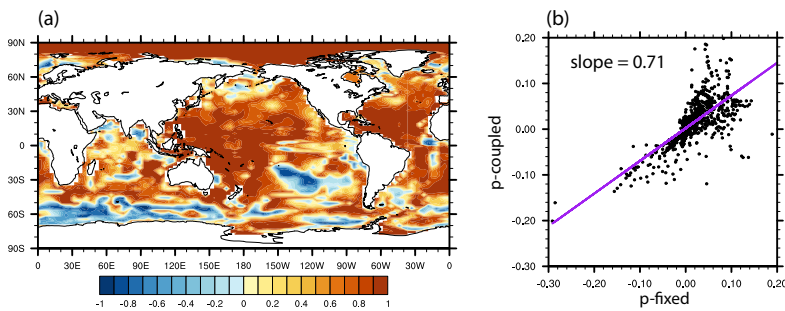 (a)
90N
60N
30N
0
30S
60S
90S
0 30E 60E 90E 120E 150E 180 150W 120W 90W 60W 30W 0
-1 -0.8 -0.6 -0.4 -0.2 0 0.2 0.4 0.6 0.8 1
(b)
slope = 0.71
p-coupled
0.20
0.10
0.00
-0.10
-0.20
-0.30
-0.30 -0.20 -0.10 0.00 0.10 0.20
p-fixed